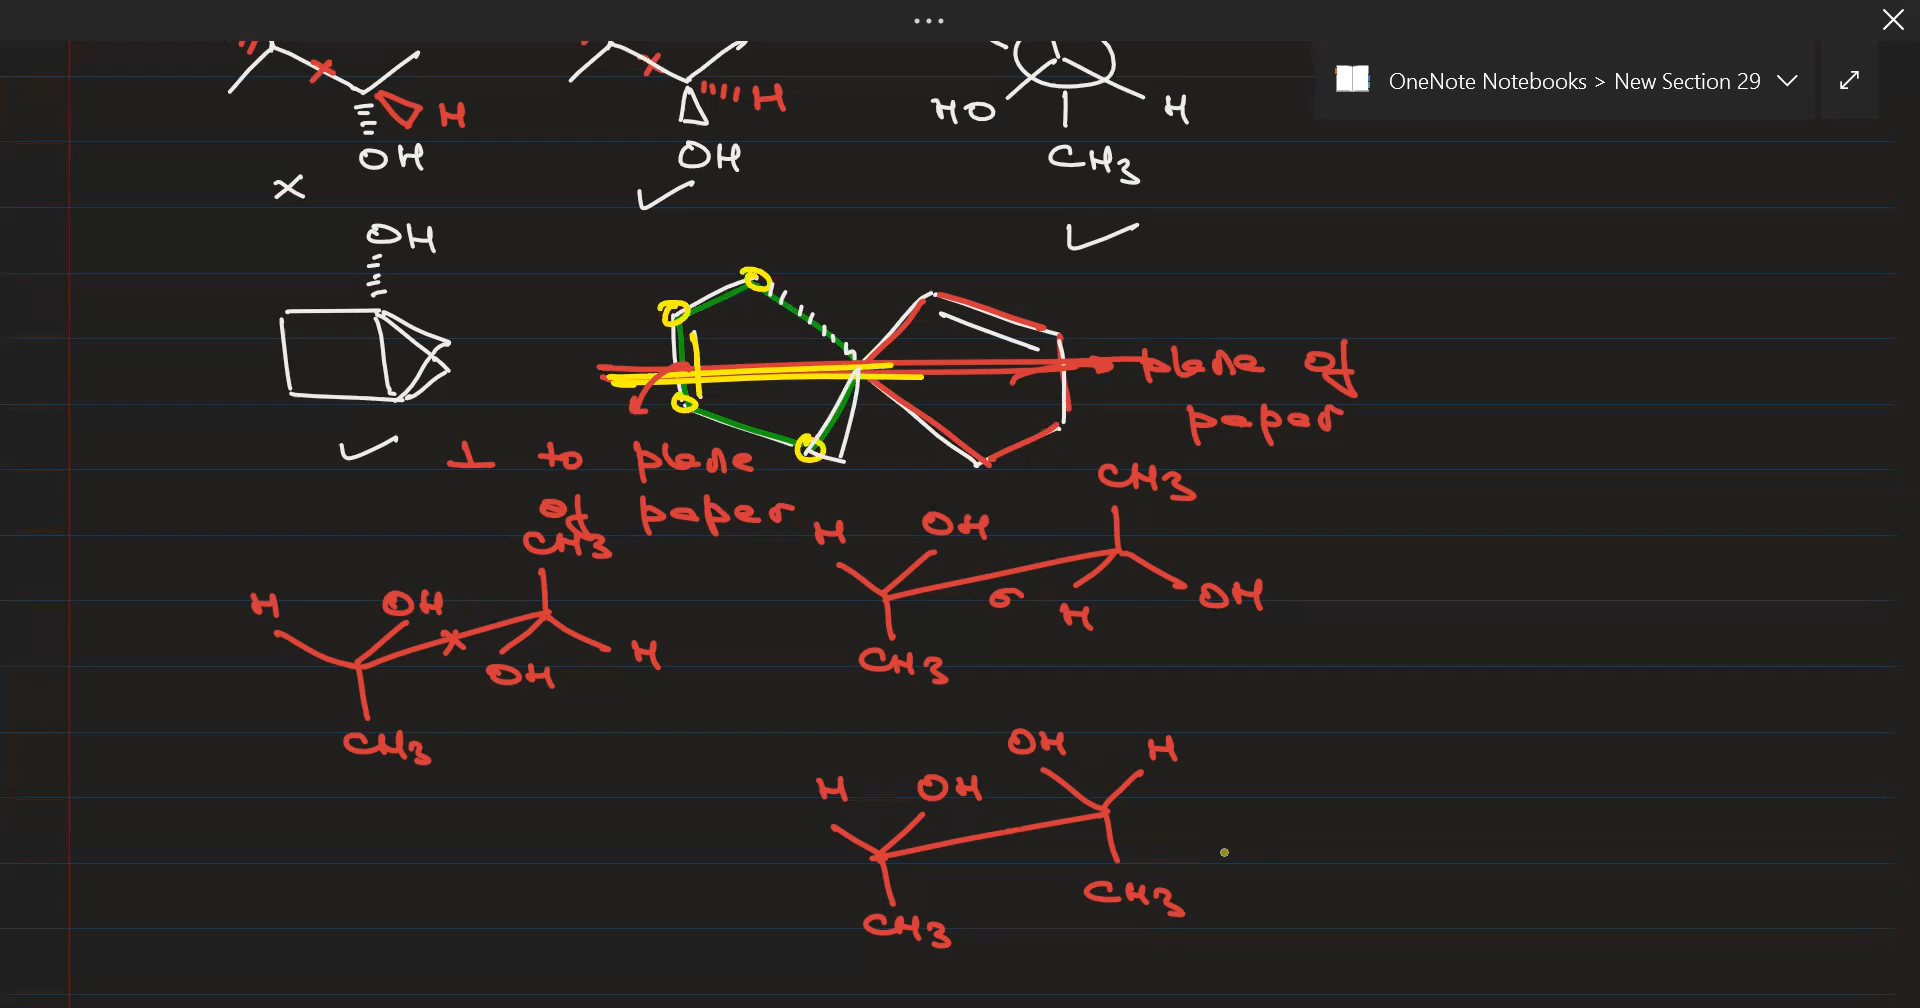 ...
OneNote Notebooks > New Section 29
H
H
HO
H
OH
OH
CH3
OH
plane of
paper
⊥ to plane
of paper
CH3
H
OH
CH3
H
OH
σ
H
OH
OH
H
CH3
CH3
OH
H
H
OH
CH3
CH3